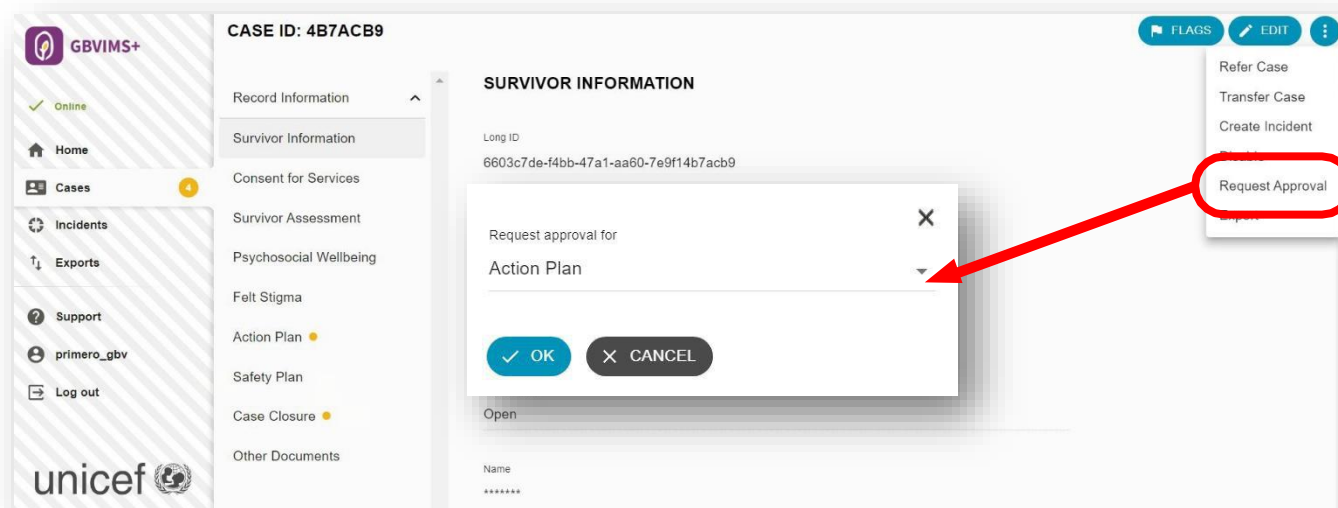 GBVIMS+
Online
Home
Cases 4
Incidents
Exports
Support
primero_gbv
Log out
unicef
CASE ID: 4B7ACB9
Record Information
Survivor Information
Consent for Services
Survivor Assessment
Psychosocial Wellbeing
Felt Stigma
Action Plan
Safety Plan
Case Closure
Other Documents
SURVIVOR INFORMATION
Long ID
6603c7de-f4bb-47a1-aa60-7e9f14b7acb9
Request approval for
Action Plan
OK CANCEL
Open
Name
*******
FLAGS EDIT
Refer Case
Transfer Case
Create Incident
Disable
Request Approval
Export